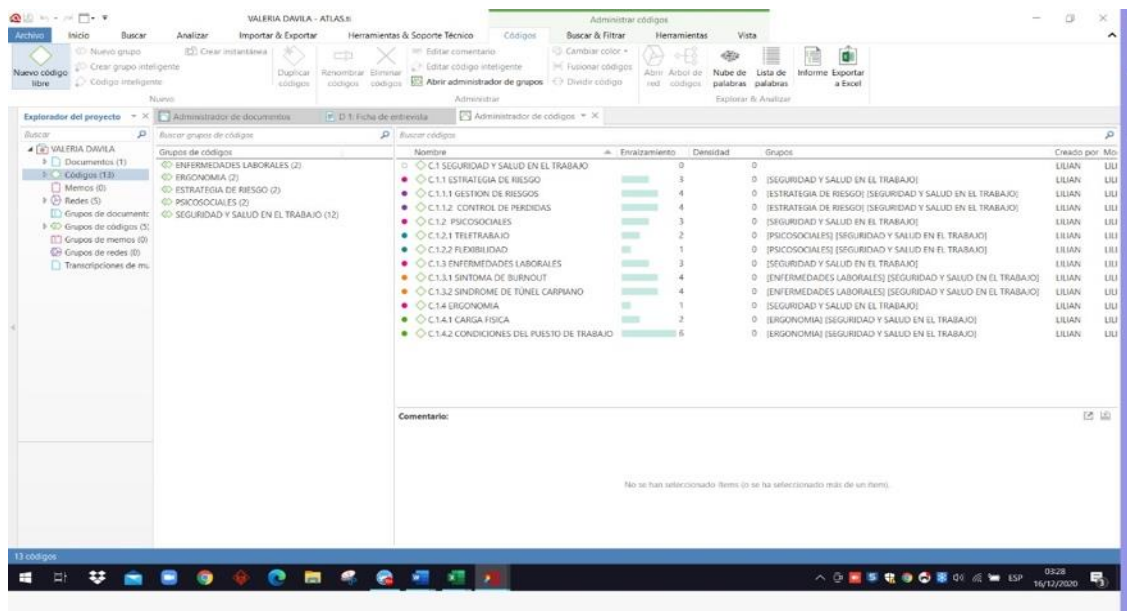 VALERIA DAVILA - ATLAS.ti
Administrar códigos
Archivo Inicio Buscar Analizar Importar & Exportar Herramientas & Soporte Técnico Códigos Buscar & Filtrar Herramientas Vista
Nuevo código libre
Nuevo grupo
Crear grupo inteligente
Código inteligente
Crear instantánea
Duplicar códigos
Renombrar códigos
Eliminar códigos
Editar comentario
Editar código inteligente
Abrir administrador de grupos
Cambiar color
Fusionar códigos
Dividir código
Abrir red
Árbol de códigos
Nube de palabras
Lista de palabras
Informe
Exportar a Excel
Nuevo
Administrar
Explorar & Analizar
Explorador del proyecto
Administrador de documentos
D 1: Ficha de entrevista
Administrador de códigos
Buscar
Buscar grupos de códigos
Buscar códigos
VALERIA DAVILA
Documentos (1)
Códigos (13)
Memos (0)
Redes (5)
Grupos de documentc
Grupos de códigos (5)
Grupos de memos (0)
Grupos de redes (0)
Transcripciones de mu
Grupos de códigos
ENFERMEDADES LABORALES (2)
ERGONOMIA (2)
ESTRATEGIA DE RIESGO (2)
PSICOSOCIALES (2)
SEGURIDAD Y SALUD EN EL TRABAJO (12)
Nombre Enraizamiento Densidad Grupos Creado por Mo
C.1 SEGURIDAD Y SALUD EN EL TRABAJO 0 0 LILIAN LILI
C.1.1 ESTRATEGIA DE RIESGO 3 0 [SEGURIDAD Y SALUD EN EL TRABAJO] LILIAN LILI
C.1.1.1 GESTION DE RIESGOS 4 0 [ESTRATEGIA DE RIESGO] [SEGURIDAD Y SALUD EN EL TRABAJO] LILIAN LILI
C.1.1.2 CONTROL DE PERDIDAS 4 0 [ESTRATEGIA DE RIESGO] [SEGURIDAD Y SALUD EN EL TRABAJO] LILIAN LILI
C.1.2 PSICOSOCIALES 3 0 [SEGURIDAD Y SALUD EN EL TRABAJO] LILIAN LILI
C.1.2.1 TELETRABAJO 2 0 [PSICOSOCIALES] [SEGURIDAD Y SALUD EN EL TRABAJO] LILIAN LILI
C.1.2.2 FLEXIBILIDAD 1 0 [PSICOSOCIALES] [SEGURIDAD Y SALUD EN EL TRABAJO] LILIAN LILI
C.1.3 ENFERMEDADES LABORALES 3 0 [SEGURIDAD Y SALUD EN EL TRABAJO] LILIAN LILI
C.1.3.1 SINTOMA DE BURNOUT 4 0 [ENFERMEDADES LABORALES] [SEGURIDAD Y SALUD EN EL TRABAJO] LILIAN LILI
C.1.3.2 SINDROME DE TÚNEL CARPIANO 4 0 [ENFERMEDADES LABORALES] [SEGURIDAD Y SALUD EN EL TRABAJO] LILIAN LILI
C.1.4 ERGONOMIA 1 0 [SEGURIDAD Y SALUD EN EL TRABAJO] LILIAN LILI
C.1.4.1 CARGA FISICA 2 0 [ERGONOMIA] [SEGURIDAD Y SALUD EN EL TRABAJO] LILIAN LILI
C.1.4.2 CONDICIONES DEL PUESTO DE TRABAJO 6 0 [ERGONOMIA] [SEGURIDAD Y SALUD EN EL TRABAJO] LILIAN LILI
Comentario:
No se han seleccionado ítems (o se ha seleccionado más de un ítem).
13 códigos
ESP
03:28
16/12/2020